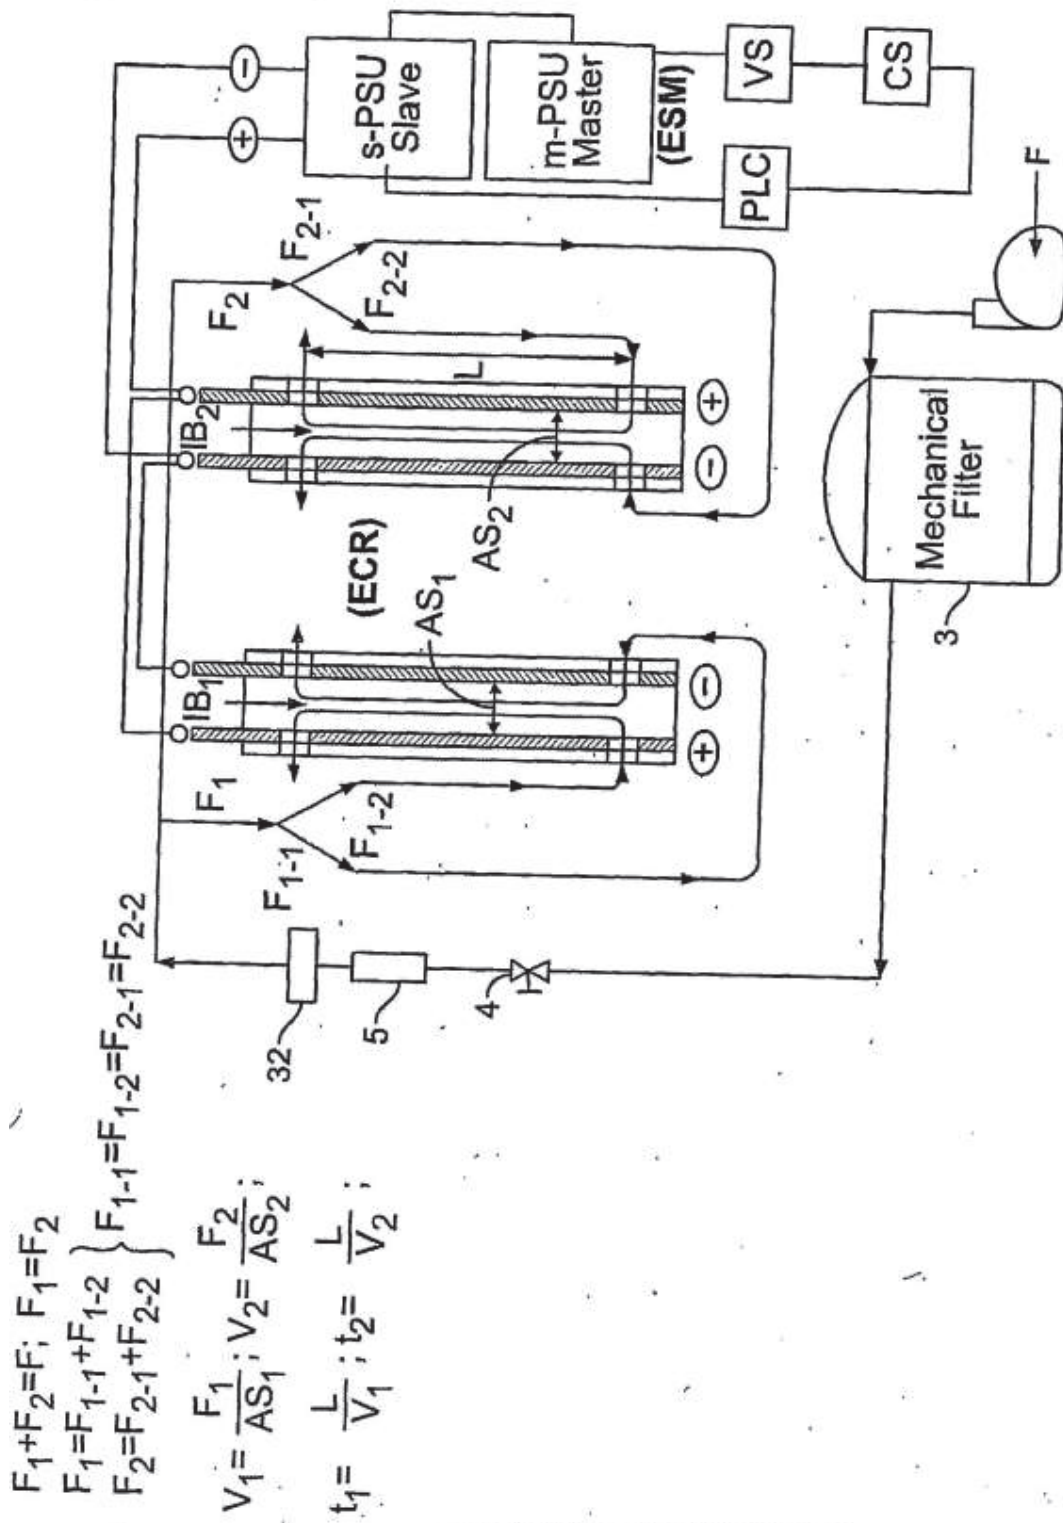 F1+F2=F; F1=F2
F1=F1-1+F1-2
F2=F2-1+F2-2
} F1-1=F1-2=F2-1=F2-2
V1= F1/AS1 ; V2= F2/AS2 ;
t1= L/V1 ; t2= L/V2 ;
32
5
4
F1
F1-1
F1-2
IB1
+
-
AS1
(ECR)
AS2
IB2
-
+
L
F2
F2-1
F2-2
+
-
s-PSU
Slave
m-PSU
Master
(ESM)
VS
CS
PLC
F
Mechanical
Filter
3